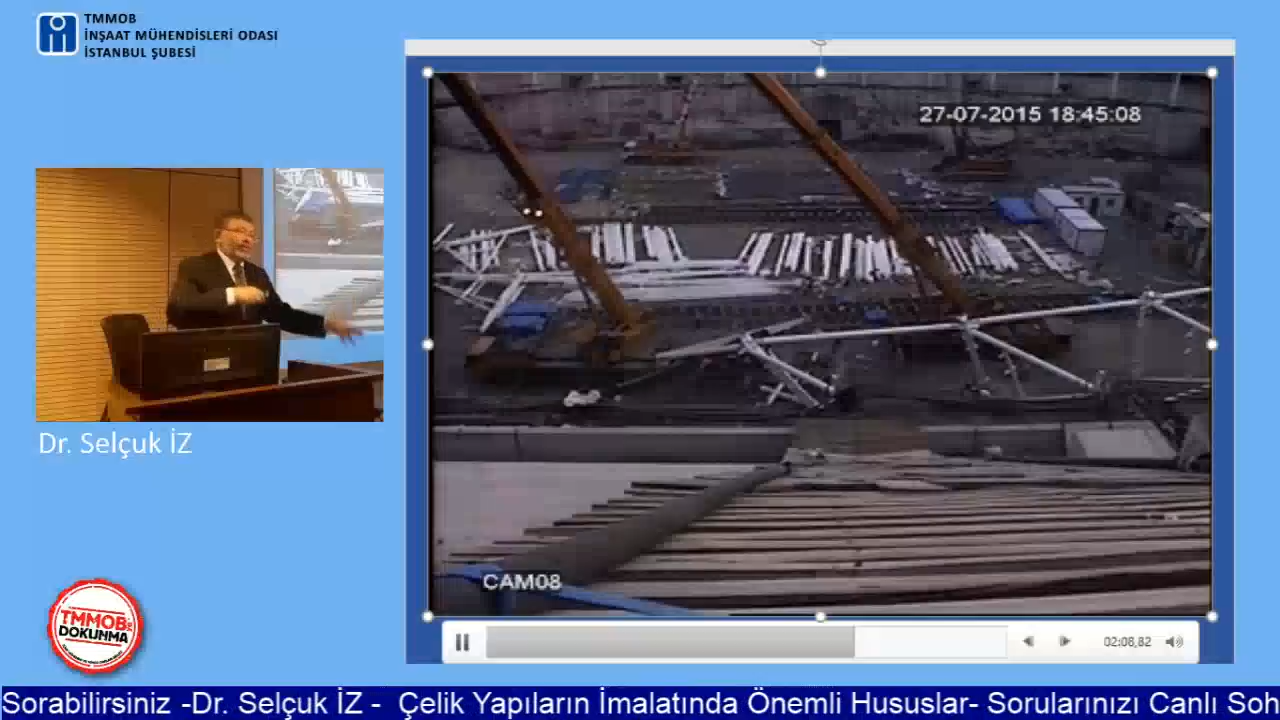 TMMOB
İNŞAAT MÜHENDİSLERİ ODASI
İSTANBUL ŞUBESİ
27-07-2015 18:45:08
Dr. Selçuk İZ
CAM08
TMMOB
DOKUNMA
02:08,82
Sorabilirsiniz -Dr. Selçuk İZ - Çelik Yapıların İmalatında Önemli Hususlar- Sorularınızı Canlı Soh